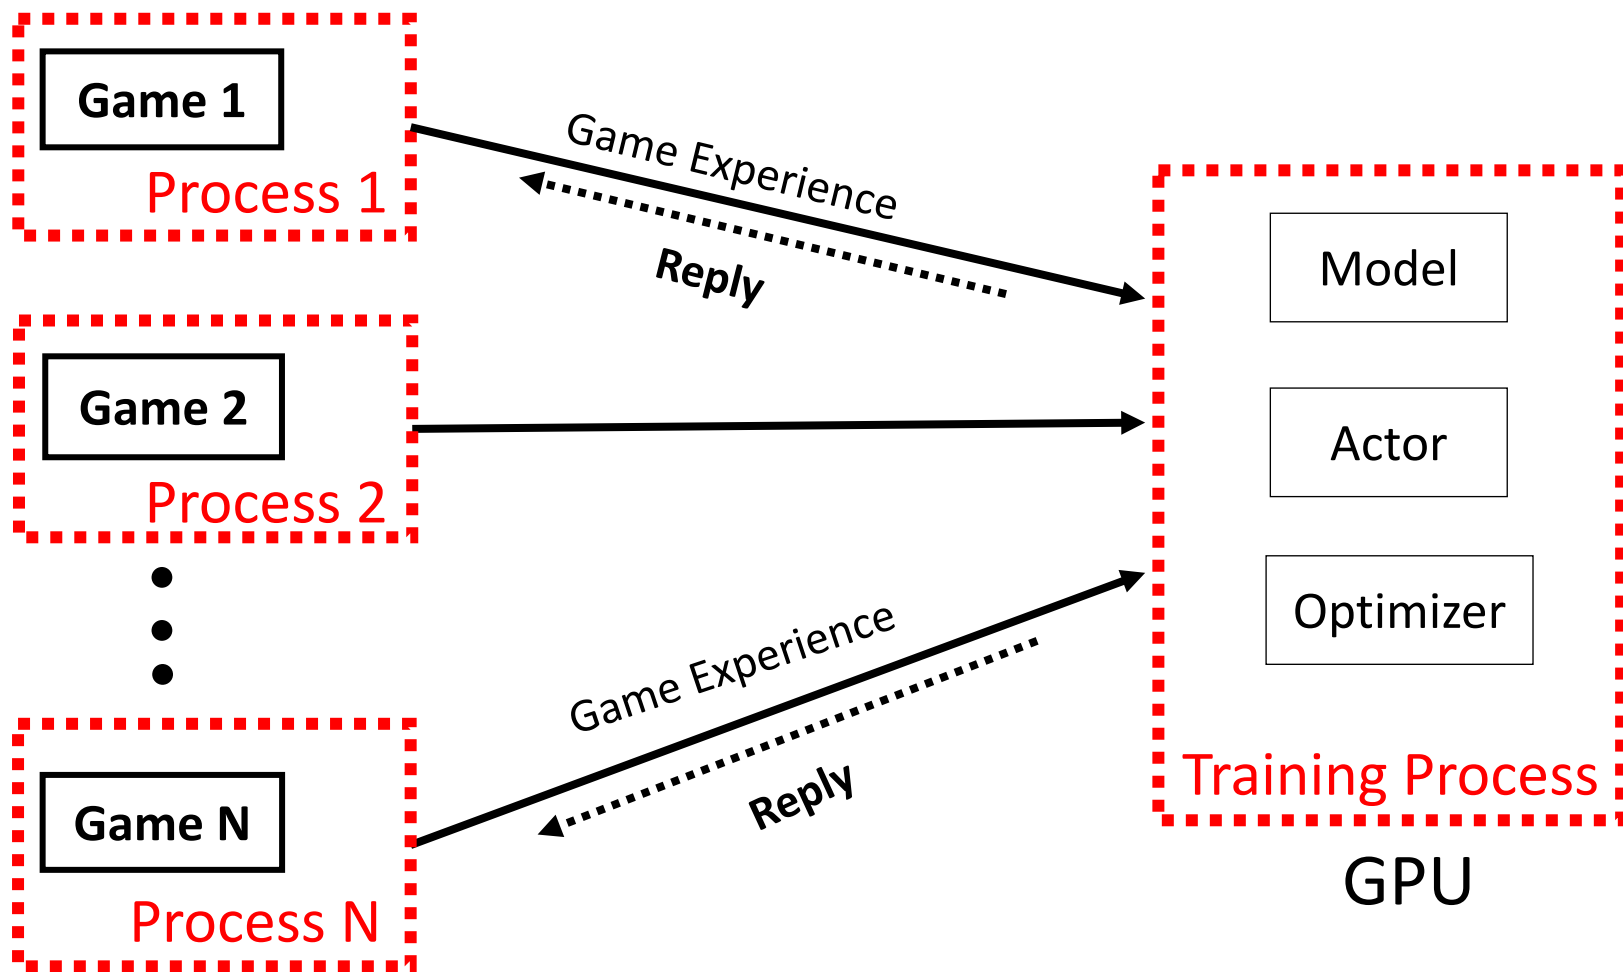 Game 1
Process 1
Game Experience
Reply
Game 2
Process 2
Game Experience
Reply
Game N
Process N
Model
Actor
Optimizer
Training Process
GPU